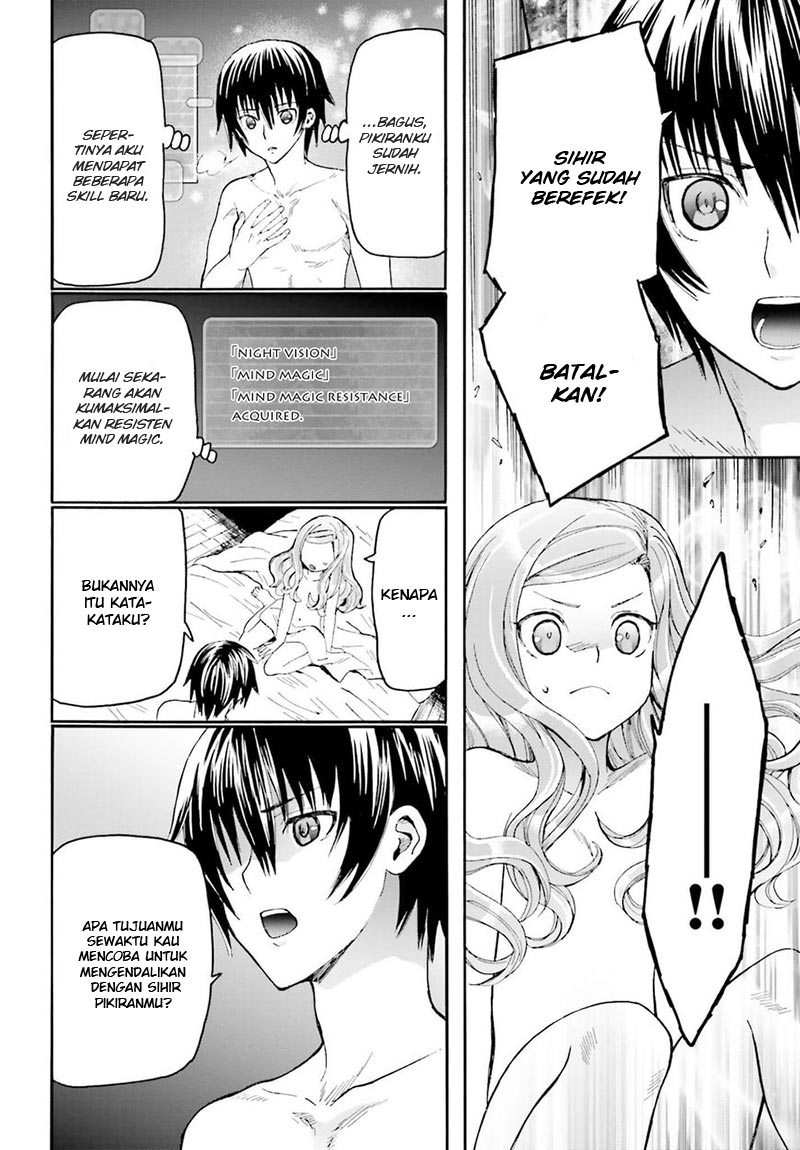 SIHIR
YANG SUDAH
BEREFEK!
BATAL-
KAN!
!!
...BAGUS,
PIKIRANKU
SUDAH
JERNIH.
SEPER-
TINYA AKU
MENDAPAT
BEBERAPA
SKILL BARU.
「NIGHT VISION」
「MIND MAGIC」
「MIND MAGIC RESISTANCE」
ACQUIRED.
MULAI SEKA-
RANG AKAN
KUMAKSIMAL-
KAN RESISTEN
MIND MAGIC.
KENAPA
...
BUKANNYA
ITU KATA-
KATAKU?
APA TUJUANMU
SEWAKTU KAU
MENCOBA UNTUK
MENGENDALIKAN
DENGAN SIHIR
PIKIRANMU?